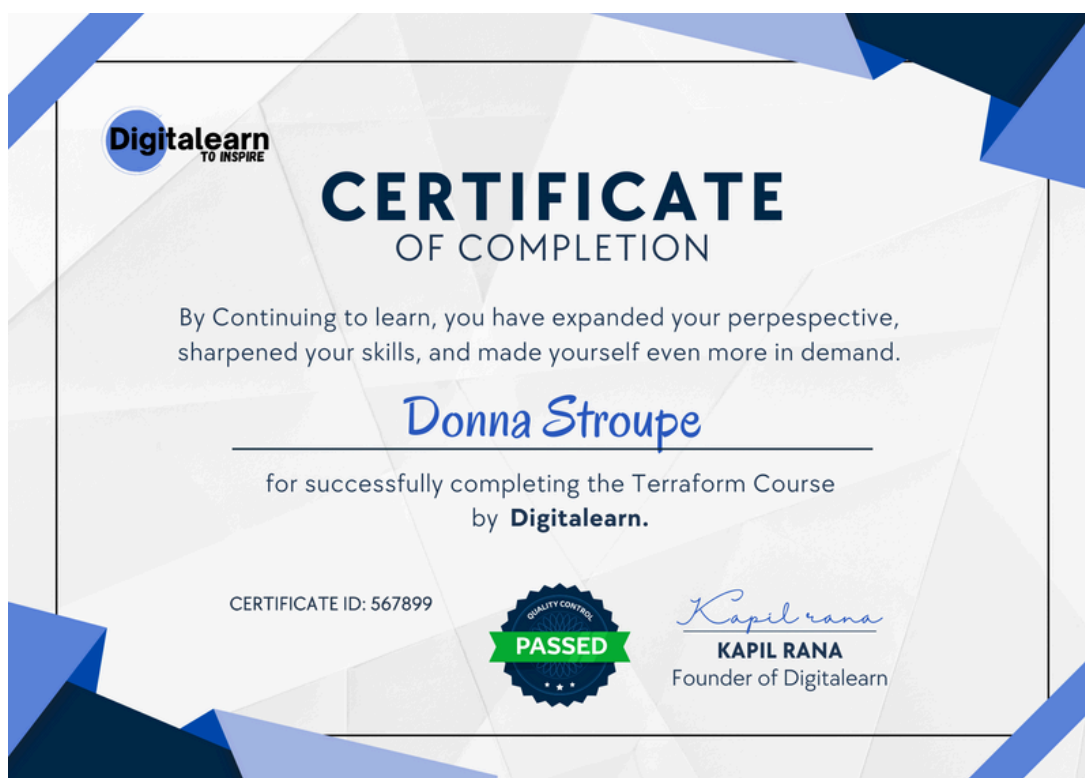 Digitalearn
TO INSPIRE
CERTIFICATE
OF COMPLETION
By Continuing to learn, you have expanded your perpespective,
sharpened your skills, and made yourself even more in demand.
Donna Stroupe
for successfully completing the Terraform Course
by Digitalearn.
CERTIFICATE ID: 567899
QUALITY CONTROL
PASSED
Kapil rana
KAPIL RANA
Founder of Digitalearn